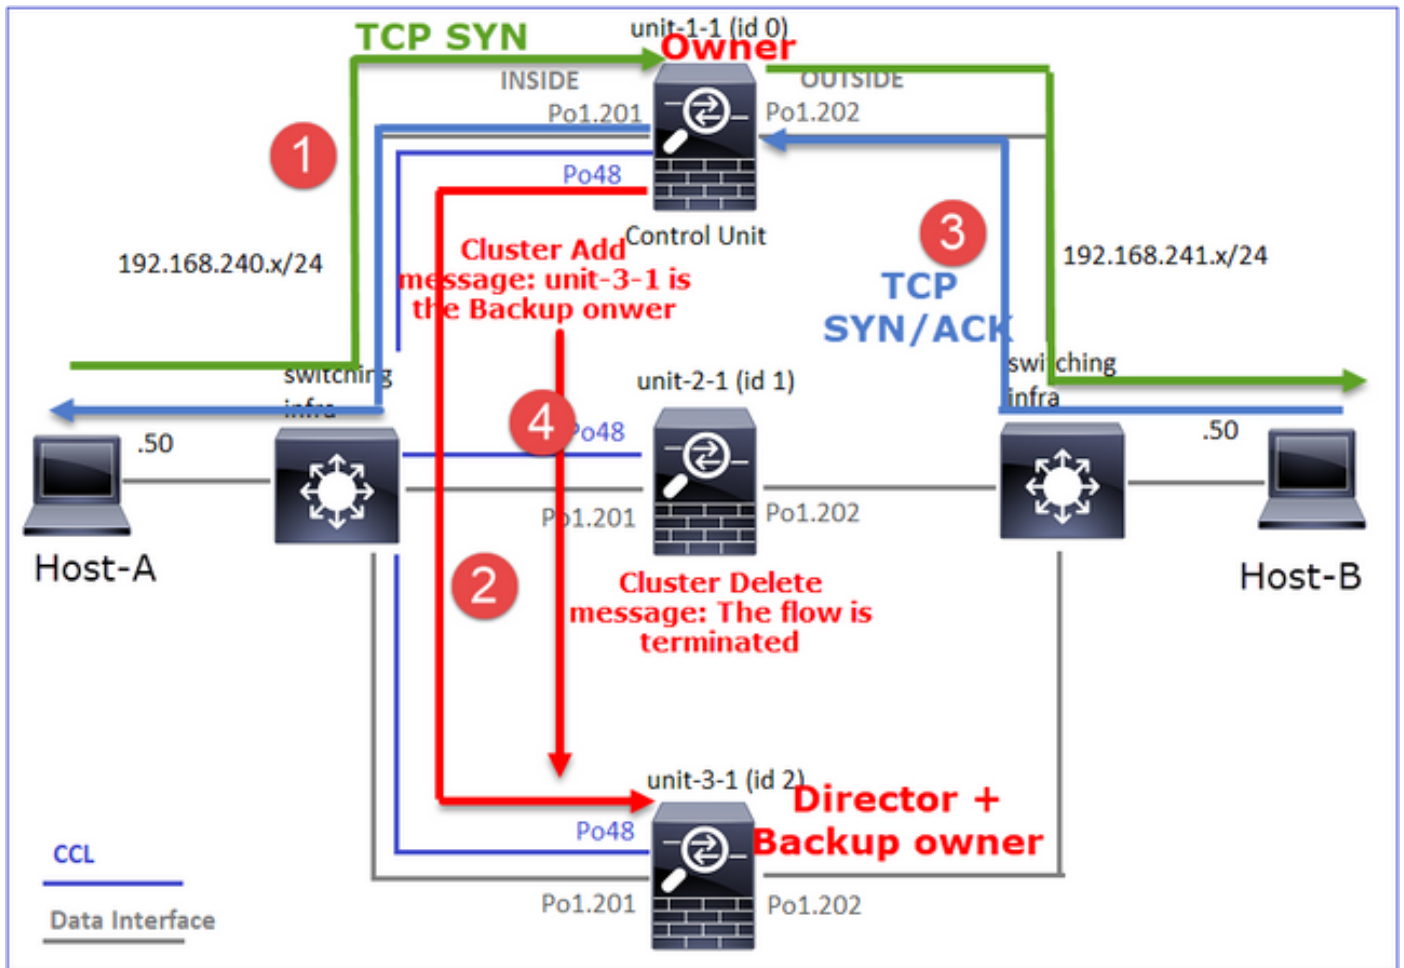 TCP SYN
unit-1-1 (id 0)
Owner
INSIDE
OUTSIDE
Po1.201
Po1.202
1
Po48
3
Control Unit
192.168.240.x/24
Cluster Add
message: unit-3-1 is
the Backup onwer
192.168.241.x/24
TCP
SYN/ACK
switching
infra
unit-2-1 (id 1)
switching
infra
4
Po48
.50
.50
Po1.201
Po1.202
Host-A
Host-B
2
Cluster Delete
message: The flow is
terminated
unit-3-1 (id 2)
Director +
Backup owner
Po48
CCL
Po1.201
Po1.202
Data Interface